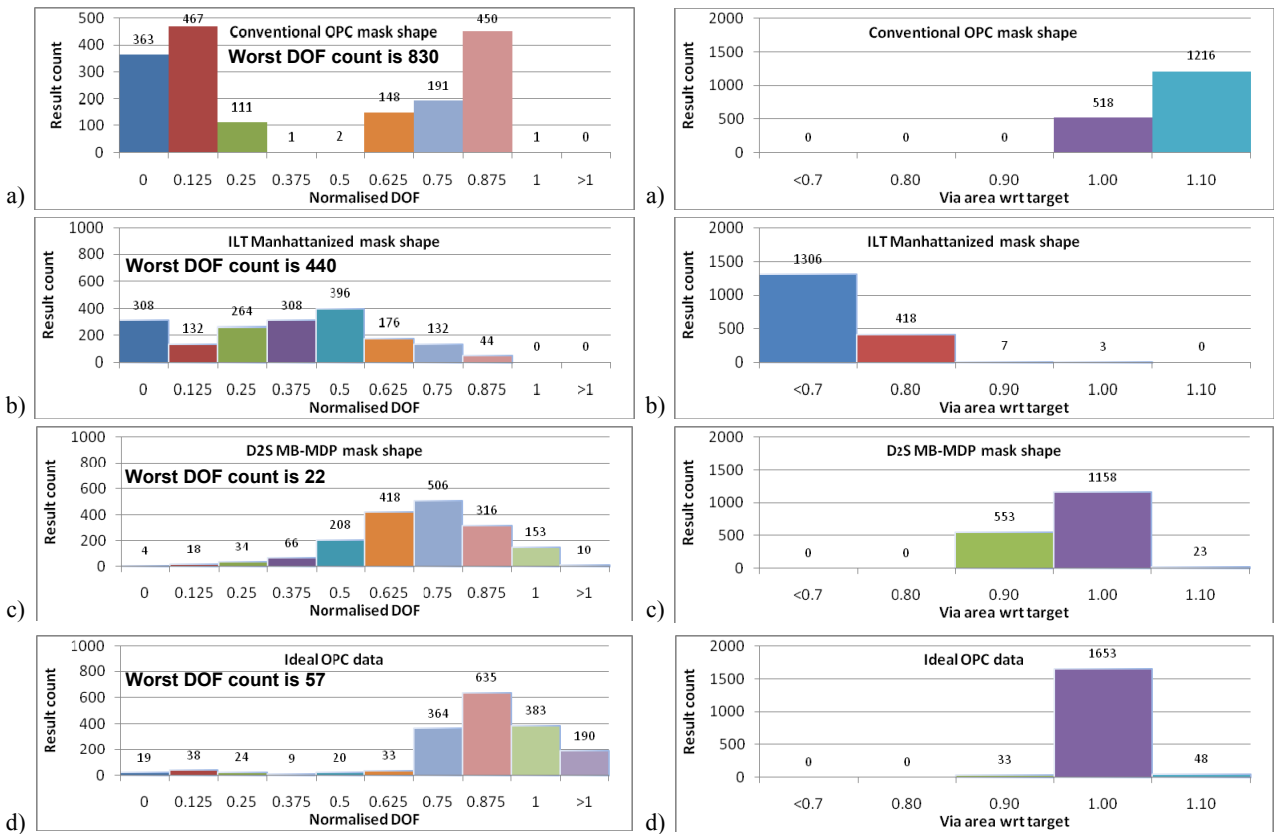 Conventional OPC mask shape
Worst DOF count is 830
Result count
500
400
300
200
100
0
363
467
111
1
2
148
191
450
1
0
0 0.125 0.25 0.375 0.5 0.625 0.75 0.875 1 >1
Normalised DOF
a)
Conventional OPC mask shape
Result count
2000
1500
1000
500
0
0
0
0
518
1216
<0.7 0.80 0.90 1.00 1.10
Via area wrt target
a)
ILT Manhattanized mask shape
Worst DOF count is 440
Result count
1000
800
600
400
200
0
308
132
264
308
396
176
132
44
0
0
0 0.125 0.25 0.375 0.5 0.625 0.75 0.875 1 >1
Normalised DOF
b)
ILT Manhattanized mask shape
Result count
2000
1500
1000
500
0
1306
418
7
3
0
<0.7 0.80 0.90 1.00 1.10
Via area wrt target
b)
D2S MB-MDP mask shape
Worst DOF count is 22
Result count
1000
800
600
400
200
0
4
18
34
66
208
418
506
316
153
10
0 0.125 0.25 0.375 0.5 0.625 0.75 0.875 1 >1
Normalised DOF
c)
D2S MB-MDP mask shape
Result count
2000
1500
1000
500
0
0
0
553
1158
23
<0.7 0.80 0.90 1.00 1.10
Via area wrt target
c)
Ideal OPC data
Worst DOF count is 57
Result count
1000
800
600
400
200
0
19
38
24
9
20
33
364
635
383
190
0 0.125 0.25 0.375 0.5 0.625 0.75 0.875 1 >1
Normalised DOF
d)
Ideal OPC data
Result count
2000
1500
1000
500
0
0
0
33
1653
48
<0.7 0.80 0.90 1.00 1.10
Via area wrt target
d)